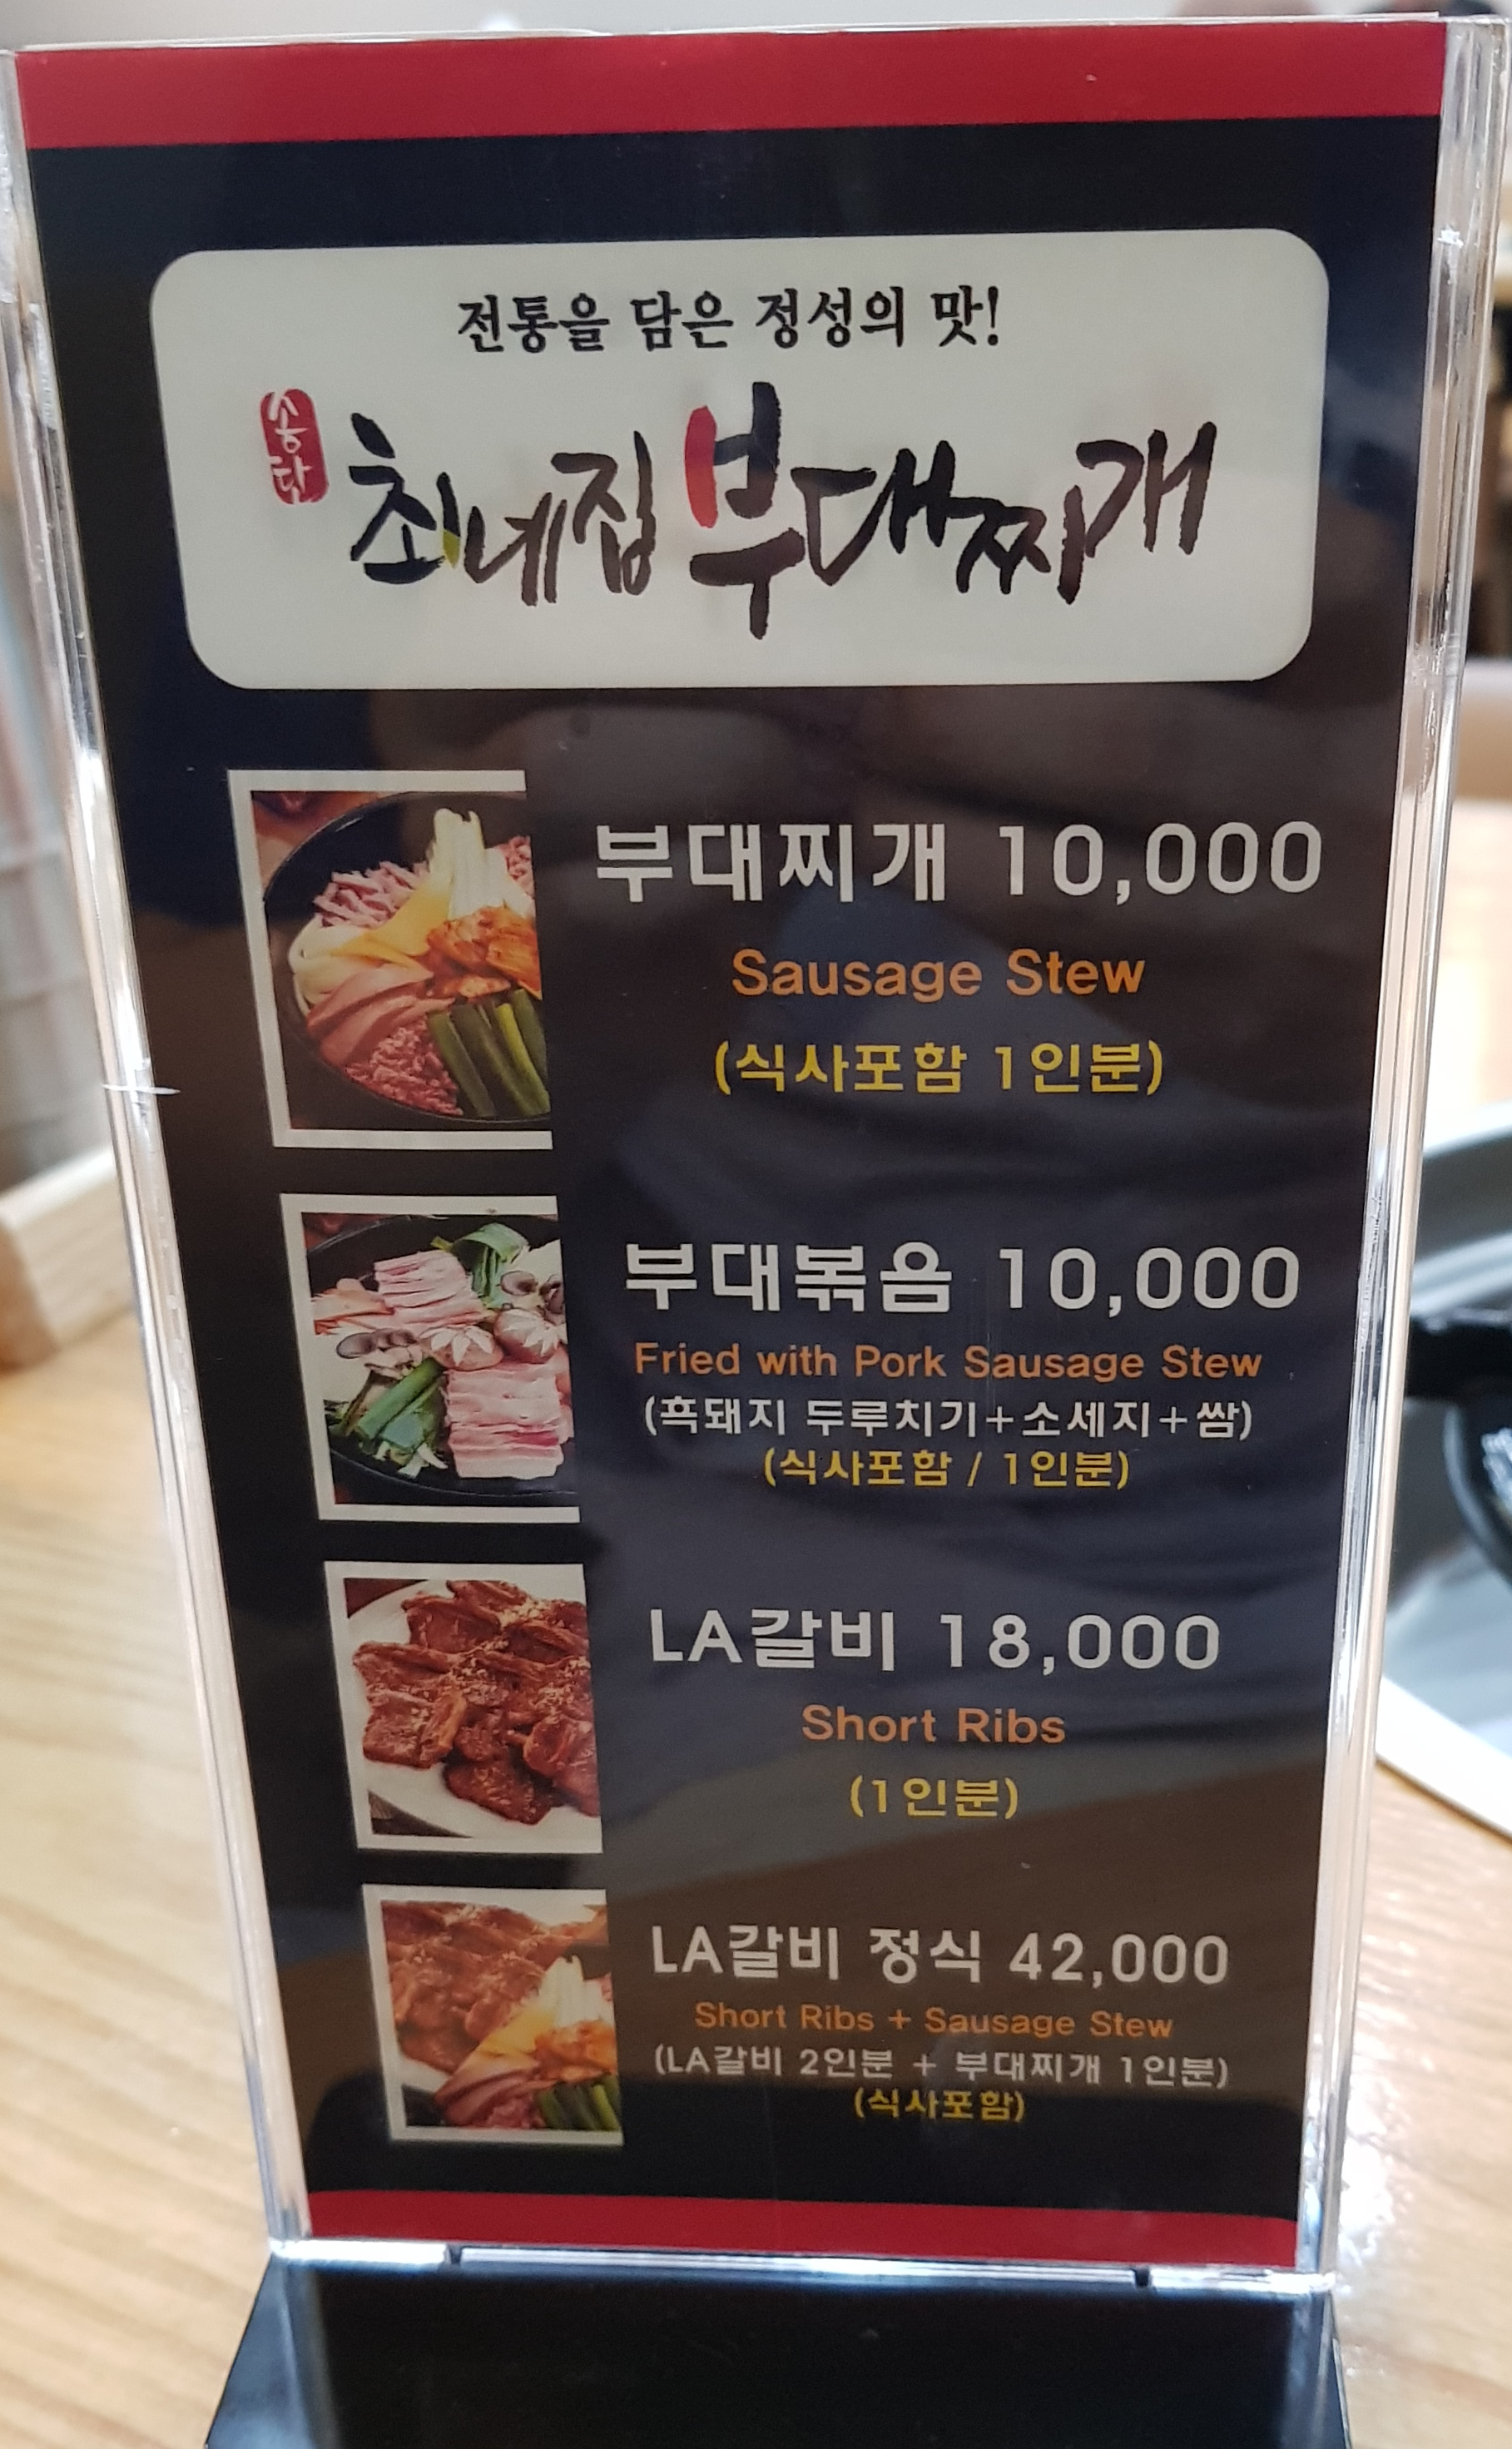 전통을 담은 정성의 맛!
송탄
최네집 부대찌개
부대찌개 10,000
Sausage Stew
(식사포함 1인분)
부대볶음 10,000
Fried with Pork Sausage Stew
(흑돼지 두루치기+소세지+쌈)
(식사포함 / 1인분)
LA갈비 18,000
Short Ribs
(1인분)
LA갈비 정식 42,000
Short Ribs + Sausage Stew
(LA갈비 2인분 + 부대찌개 1인분)
(식사포함)